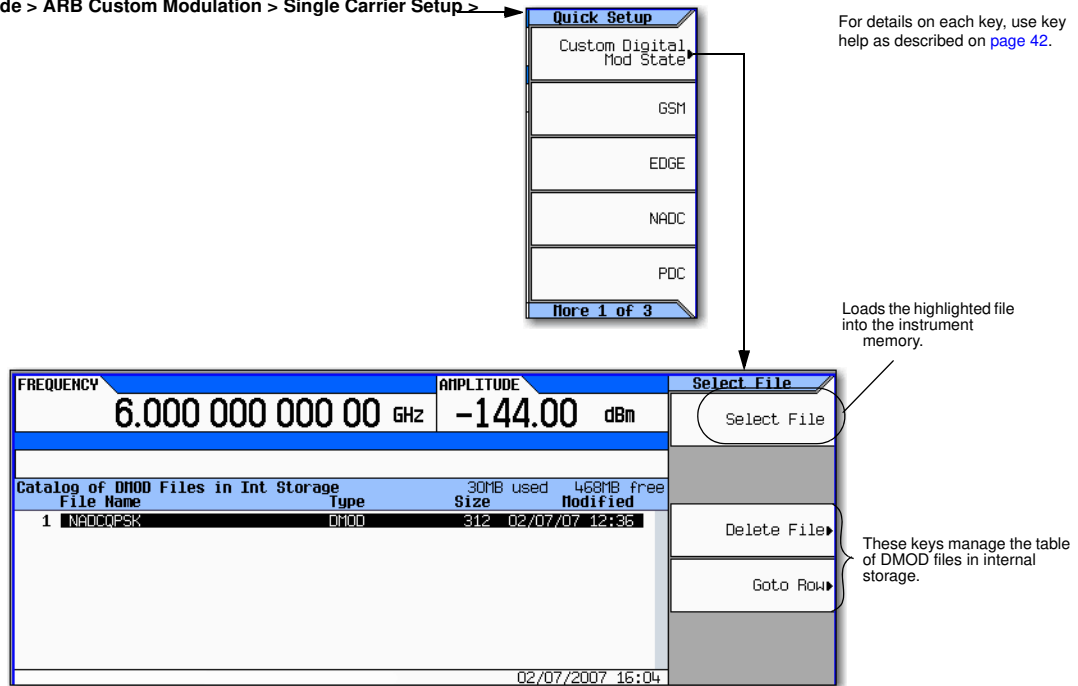 de > ARB Custom Modulation > Single Carrier Setup >
Quick Setup
Custom Digital
Mod State
GSM
EDGE
NADC
PDC
More 1 of 3
For details on each key, use key
help as described on page 42.
Loads the highlighted file
into the instrument
memory.
FREQUENCY
6.000 000 000 00 GHz
AMPLITUDE
-144.00 dBm
Select File
Select File
Catalog of DMOD Files in Int Storage 30MB used 468MB free
File Name Type Size Modified
1 NADCQPSK DMOD 312 02/07/07 12:36
Delete File
Goto Row
These keys manage the table
of DMOD files in internal
storage.
02/07/2007 16:04